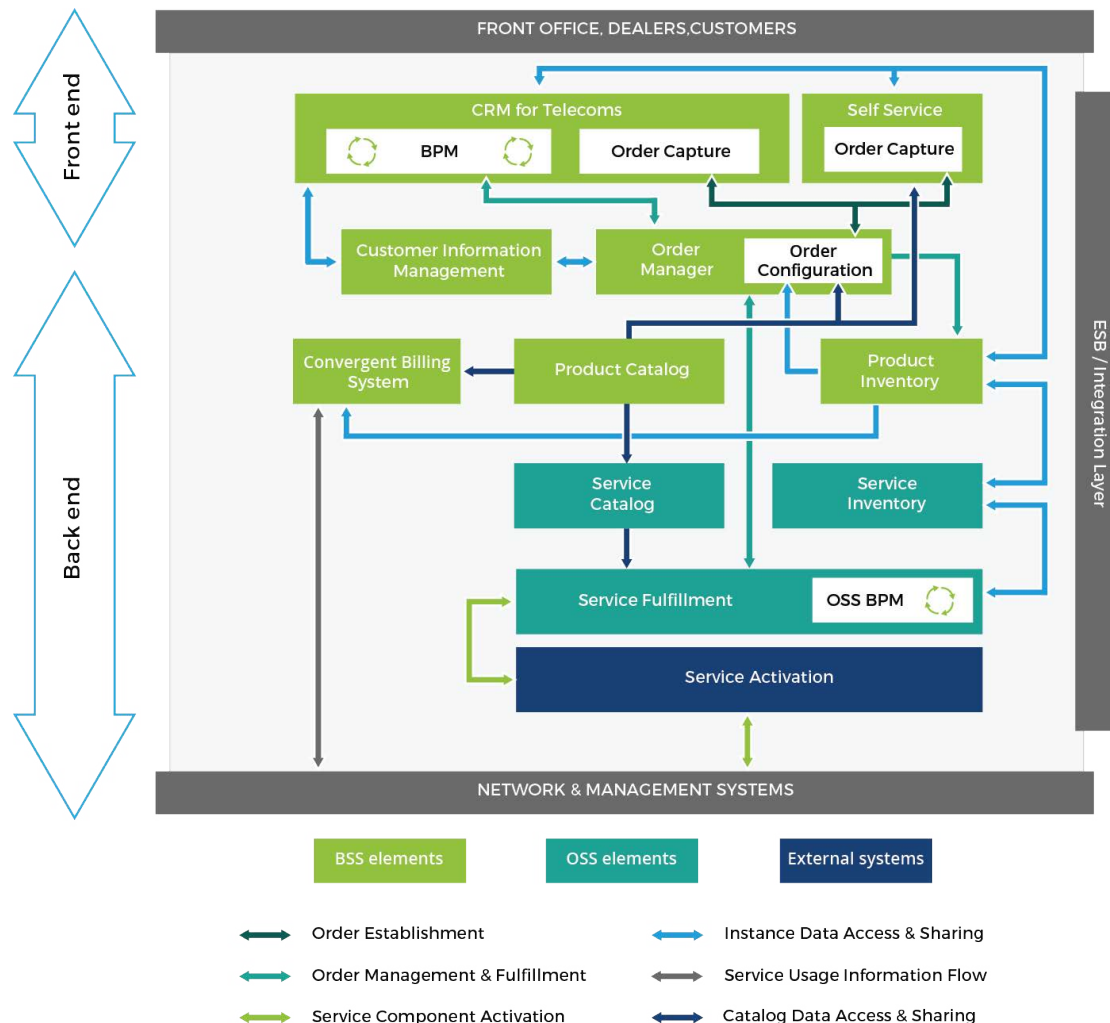 FRONT OFFICE, DEALERS,CUSTOMERS
Front end
CRM for Telecoms
BPM
Order Capture
Self Service
Order Capture
Customer Information
Management
Order
Manager
Order
Configuration
Convergent Billing
System
Product Catalog
Product
Inventory
ESB / Integration Layer
Back end
Service
Catalog
Service
Inventory
Service Fulfillment
OSS BPM
Service Activation
NETWORK & MANAGEMENT SYSTEMS
BSS elements
OSS elements
External systems
Order Establishment
Instance Data Access & Sharing
Order Management & Fulfillment
Service Usage Information Flow
Service Component Activation
Catalog Data Access & Sharing